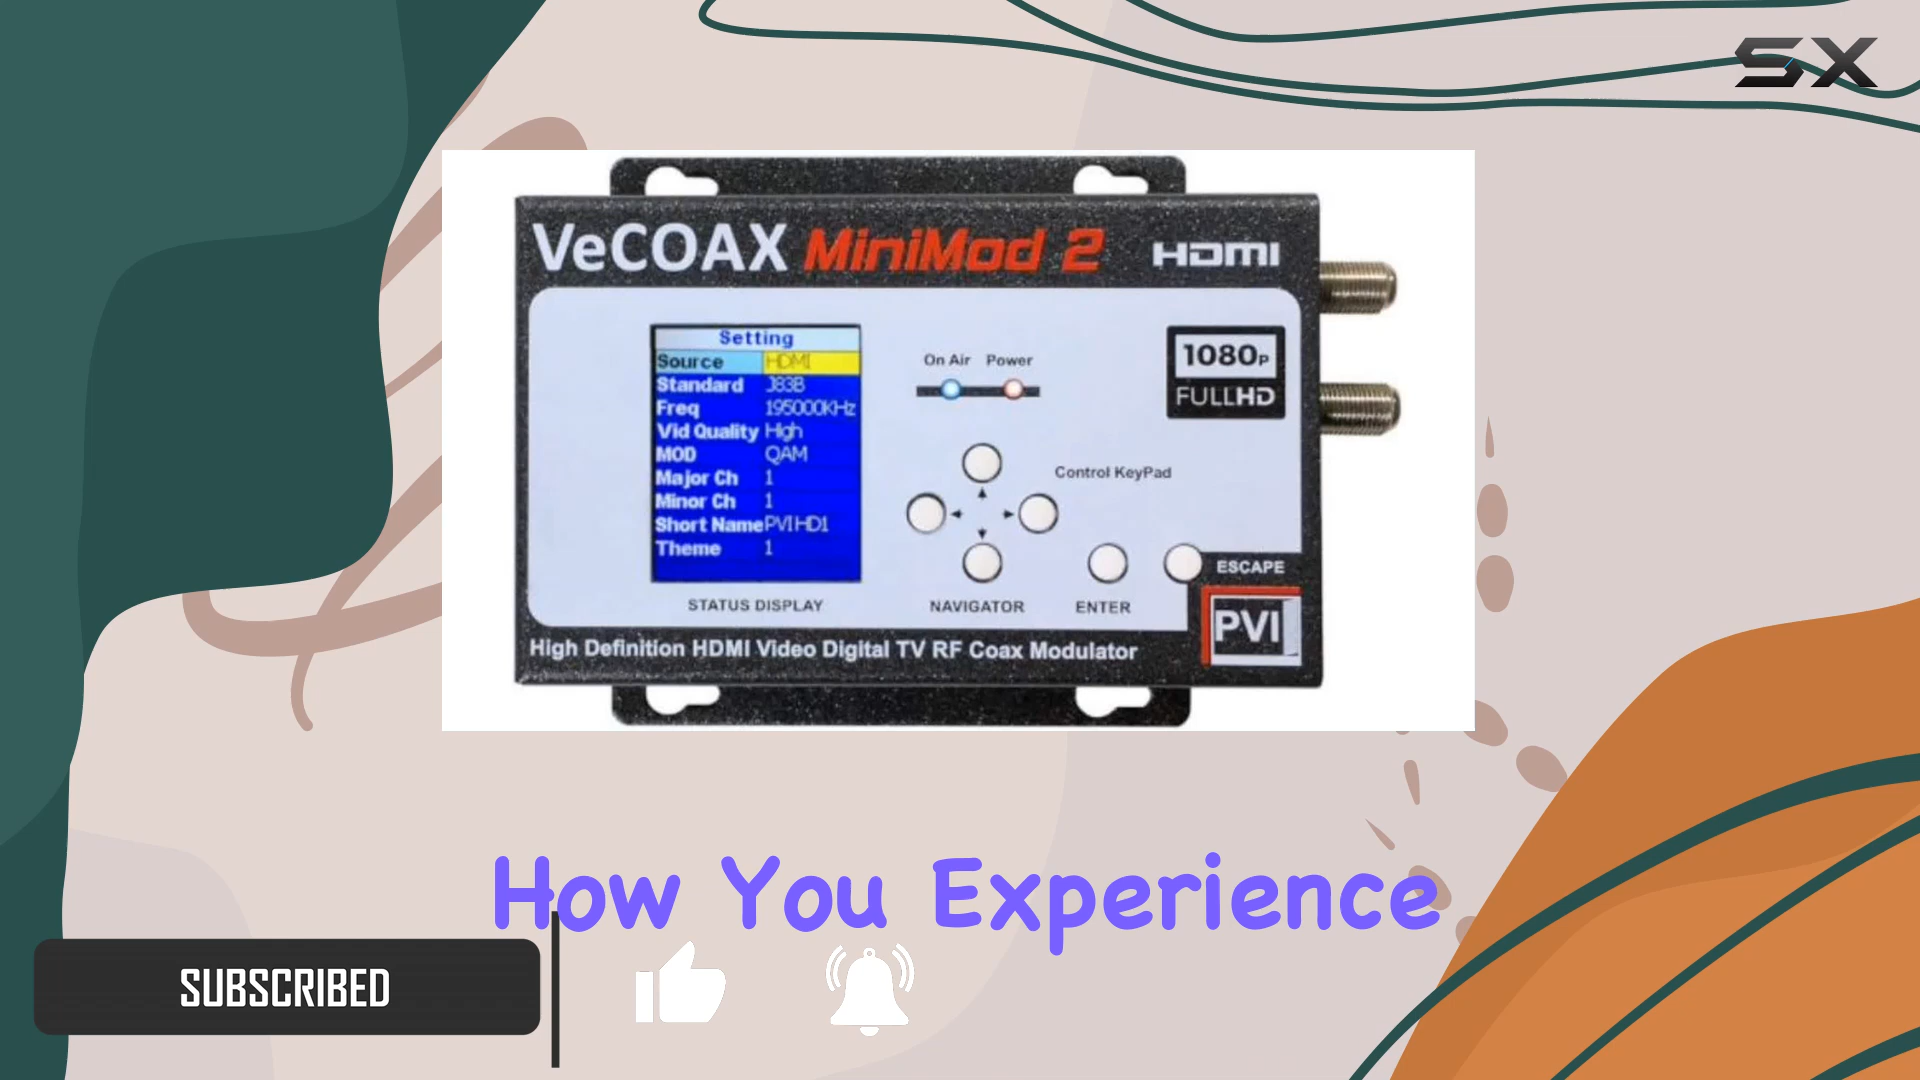 SX
VeCOAX MiniMod 2 HDMI
Setting
Source HDMI
Standard J83B
Freq 195000KHz
Vid Quality High
MOD QAM
Major Ch 1
Minor Ch 1
Short Name PVIHD1
Theme 1
STATUS DISPLAY
On Air Power
1080P
FULLHD
Control KeyPad
NAVIGATOR
ENTER
ESCAPE
PVI
High Definition HDMI Video Digital TV RF Coax Modulator
How You Experience
SUBSCRIBED